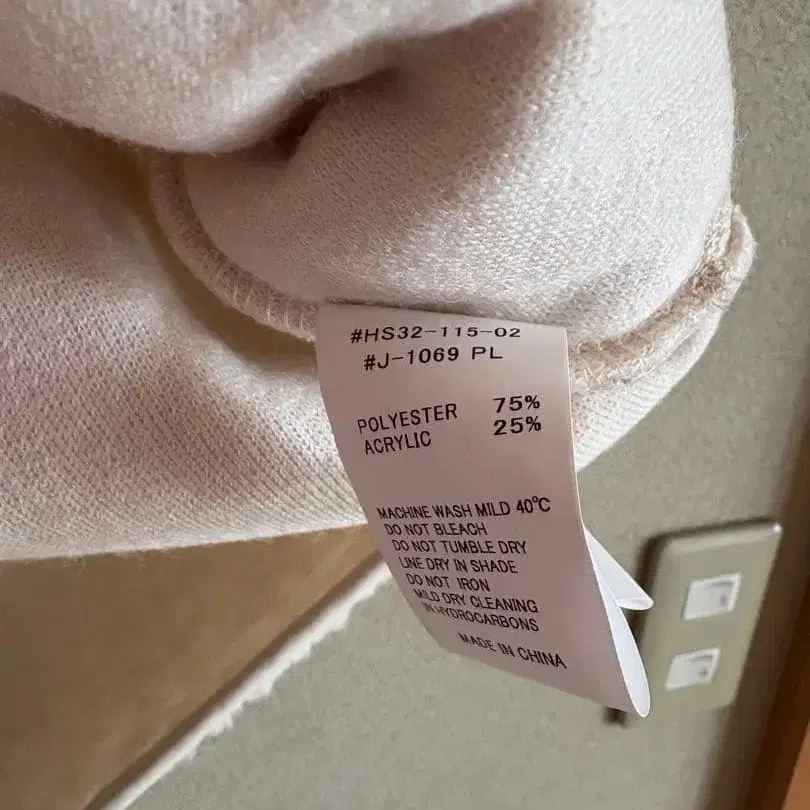 #HS32-115-02
#J-1069 PL
POLYESTER 75%
ACRYLIC 25%
MACHINE WASH MILD 40°C
DO NOT BLEACH
DO NOT TUMBLE DRY
LINE DRY IN SHADE
DO NOT IRON
MILD DRY CLEANING
IN HYDROCARBONS
MADE IN CHINA